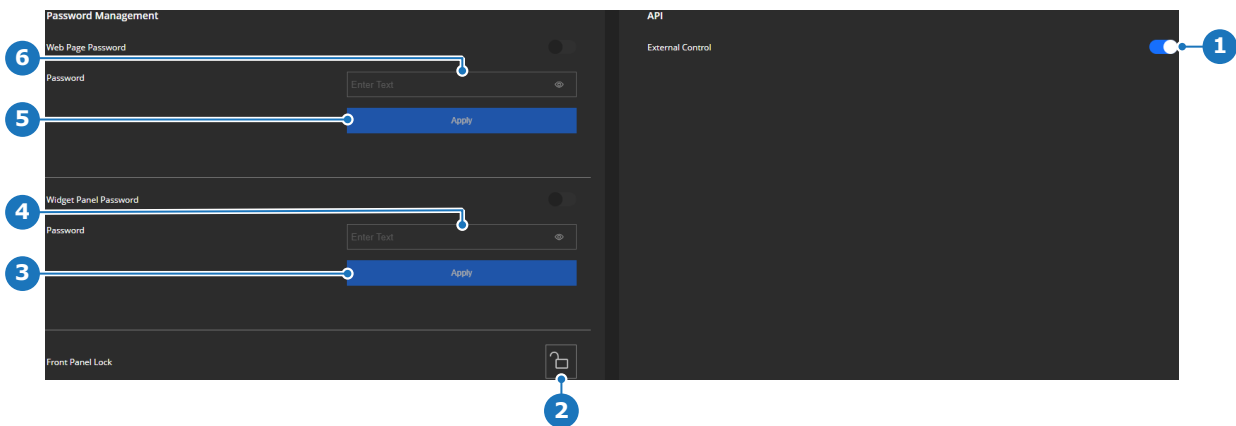 Password Management
Web Page Password
6
Password
Enter Text
5
Apply
Widget Panel Password
4
Password
Enter Text
3
Apply
Front Panel Lock
2
API
External Control
1